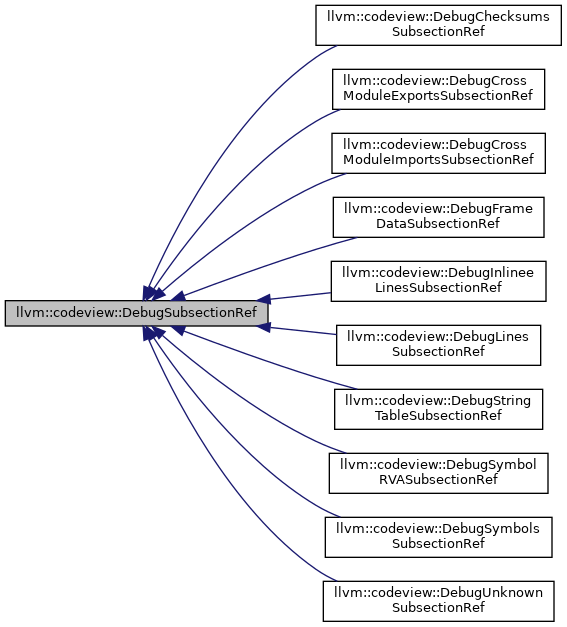 llvm::codeview::DebugChecksums
SubsectionRef
llvm::codeview::DebugCross
ModuleExportsSubsectionRef
llvm::codeview::DebugCross
ModuleImportsSubsectionRef
llvm::codeview::DebugFrame
DataSubsectionRef
llvm::codeview::DebugInlinee
LinesSubsectionRef
llvm::codeview::DebugSubsectionRef
llvm::codeview::DebugLines
SubsectionRef
llvm::codeview::DebugString
TableSubsectionRef
llvm::codeview::DebugSymbol
RVASubsectionRef
llvm::codeview::DebugSymbols
SubsectionRef
llvm::codeview::DebugUnknown
SubsectionRef